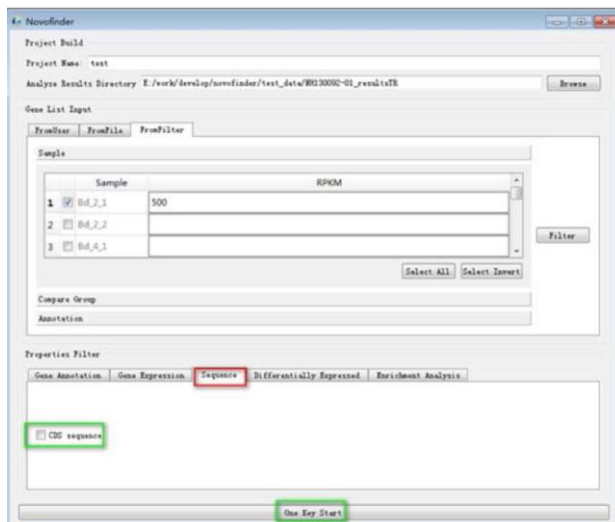 Novofinder
Project Build
Project Name: test
Analyze Results Directory E:/work/develop/novofinder/test_data/NH130092-01_resultsTR Browse
Gene List Input
FromUser FromFile FromFilter
Sample
Sample RPKM
1 Bd_2_1 500
2 Bd_2_2
3 Bd_4_1
Filter
Select All Select Invert
Compare Group
Annotation
Properties Filter
Gene Annotation Gene Expression Sequence Differentially Expressed Enrichment Analysis
CDS sequence
One Key Start